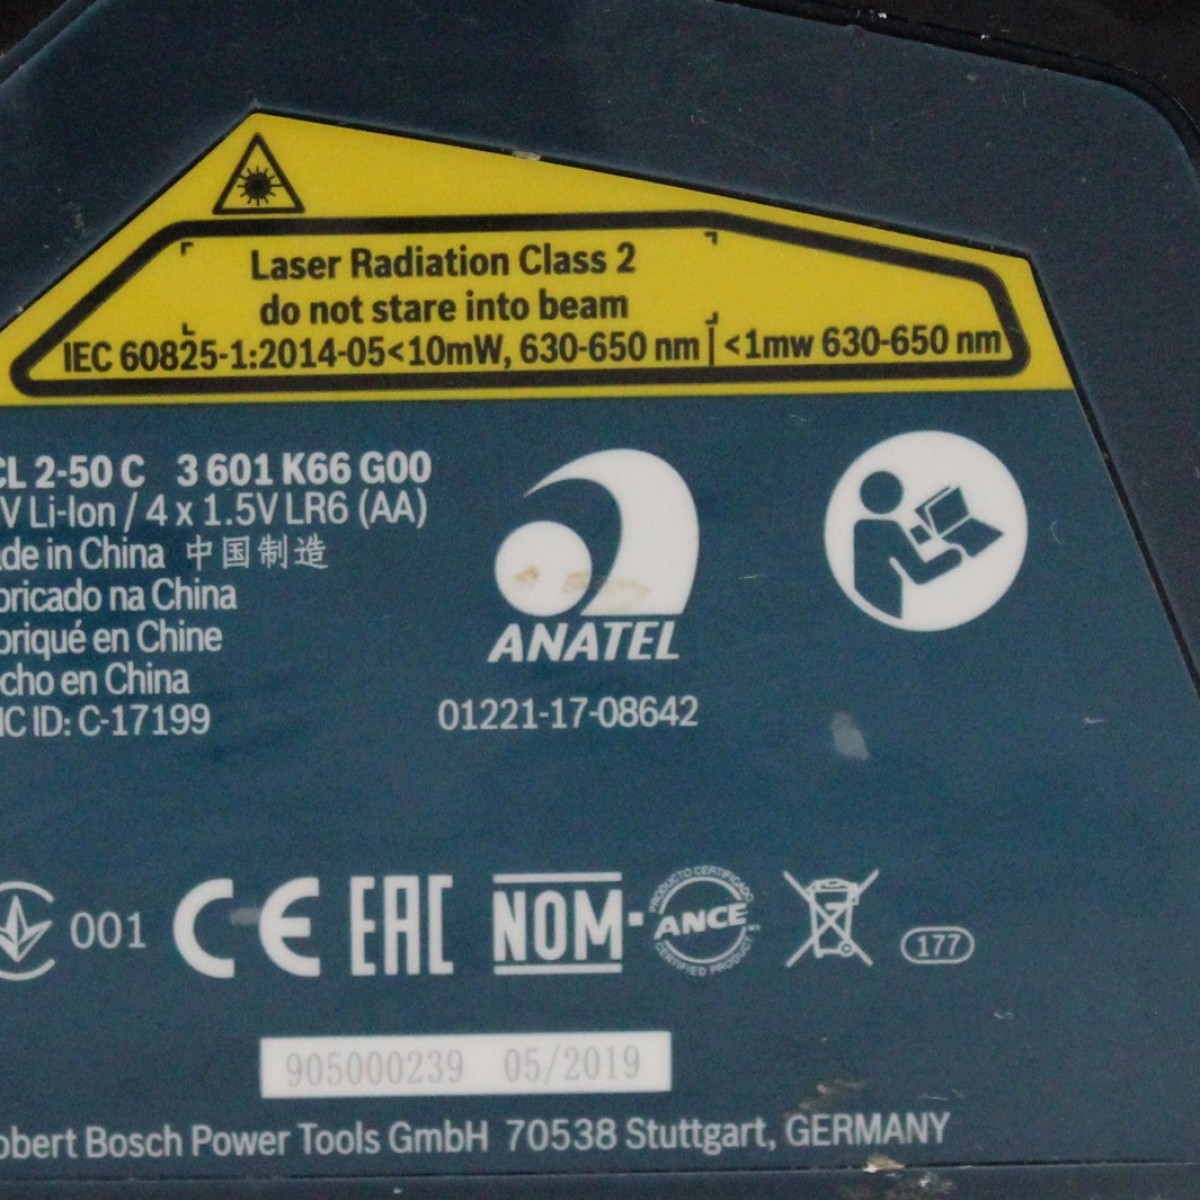 Laser Radiation Class 2
do not stare into beam
IEC 60825-1:2014-05<10mW, 630-650 nm | <1mw 630-650 nm
CL 2-50 C 3 601 K66 G00
V Li-Ion / 4 x 1.5V LR6 (AA)
de in China 中国制造
bricado na China
briqué en Chine
cho en China
IC ID: C-17199
ANATEL
01221-17-08642
001 CE EAC NOM- PRODUCTO CERTIFICADO ANCE CERTIFIED PRODUCT 177
905000239 05/2019
obert Bosch Power Tools GmbH 70538 Stuttgart, GERMANY